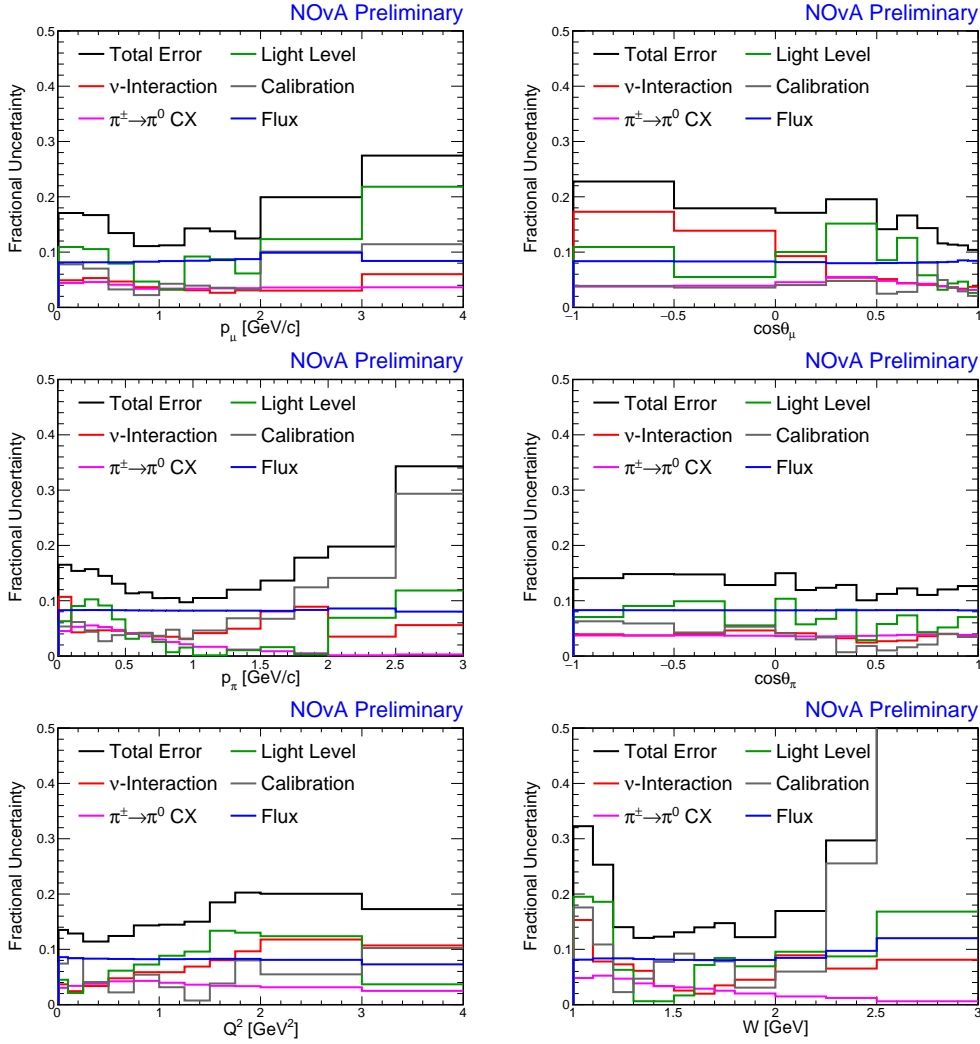 NOvA Preliminary
Fractional Uncertainty
0.5
0.4
0.3
0.2
0.1
0
Total Error
Light Level
ν-Interaction
Calibration
π±→π⁰ CX
Flux
0 1 2 3 4
pμ [GeV/c]
NOvA Preliminary
Fractional Uncertainty
0.5
0.4
0.3
0.2
0.1
0
Total Error
Light Level
ν-Interaction
Calibration
π±→π⁰ CX
Flux
−1 −0.5 0 0.5 1
cosθμ
NOvA Preliminary
Fractional Uncertainty
0.5
0.4
0.3
0.2
0.1
0
Total Error
Light Level
ν-Interaction
Calibration
π±→π⁰ CX
Flux
0.5 1 1.5 2 2.5 3
pπ [GeV/c]
NOvA Preliminary
Fractional Uncertainty
0.5
0.4
0.3
0.2
0.1
0
Total Error
Light Level
ν-Interaction
Calibration
π±→π⁰ CX
Flux
−1 −0.5 0 0.5 1
cosθπ
NOvA Preliminary
Fractional Uncertainty
0.5
0.4
0.3
0.2
0.1
0
Total Error
Light Level
ν-Interaction
Calibration
π±→π⁰ CX
Flux
0 1 2 3 4
Q² [GeV²]
NOvA Preliminary
Fractional Uncertainty
0.5
0.4
0.3
0.2
0.1
0
Total Error
Light Level
ν-Interaction
Calibration
π±→π⁰ CX
Flux
1 1.5 2 2.5 3
W [GeV]